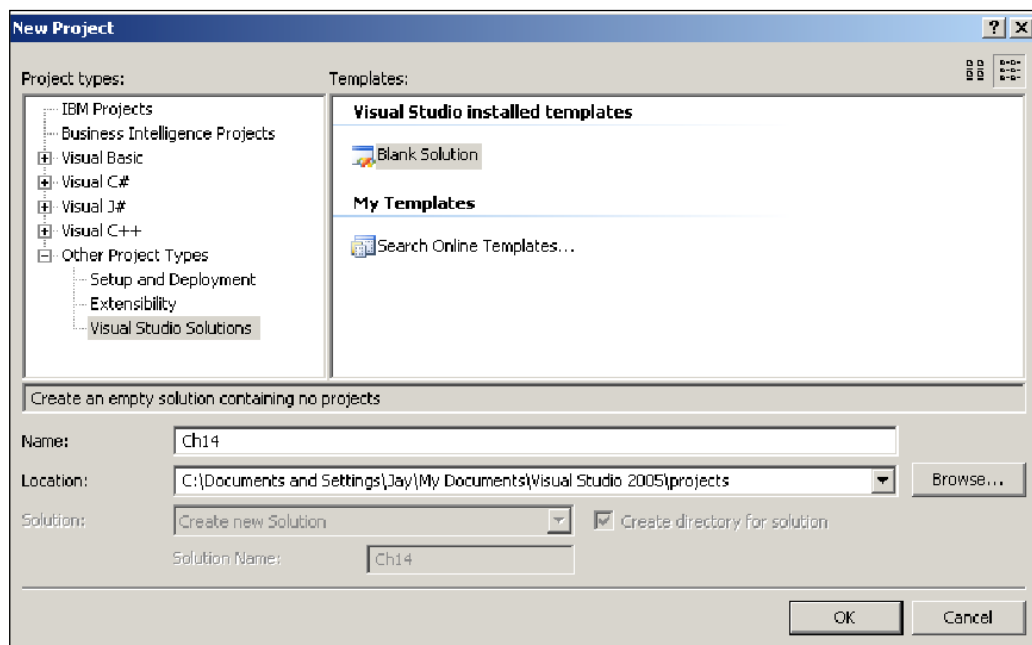 New Project
Project types:
Templates:
IBM Projects
Business Intelligence Projects
Visual Basic
Visual C#
Visual J#
Visual C++
Other Project Types
Setup and Deployment
Extensibility
Visual Studio Solutions
Visual Studio installed templates
Blank Solution
My Templates
Search Online Templates...
Create an empty solution containing no projects
Name:
Ch14
Location:
C:\Documents and Settings\Jay\My Documents\Visual Studio 2005\projects
Browse...
Solution:
Create new Solution
Create directory for solution
Solution Name:
Ch14
OK
Cancel